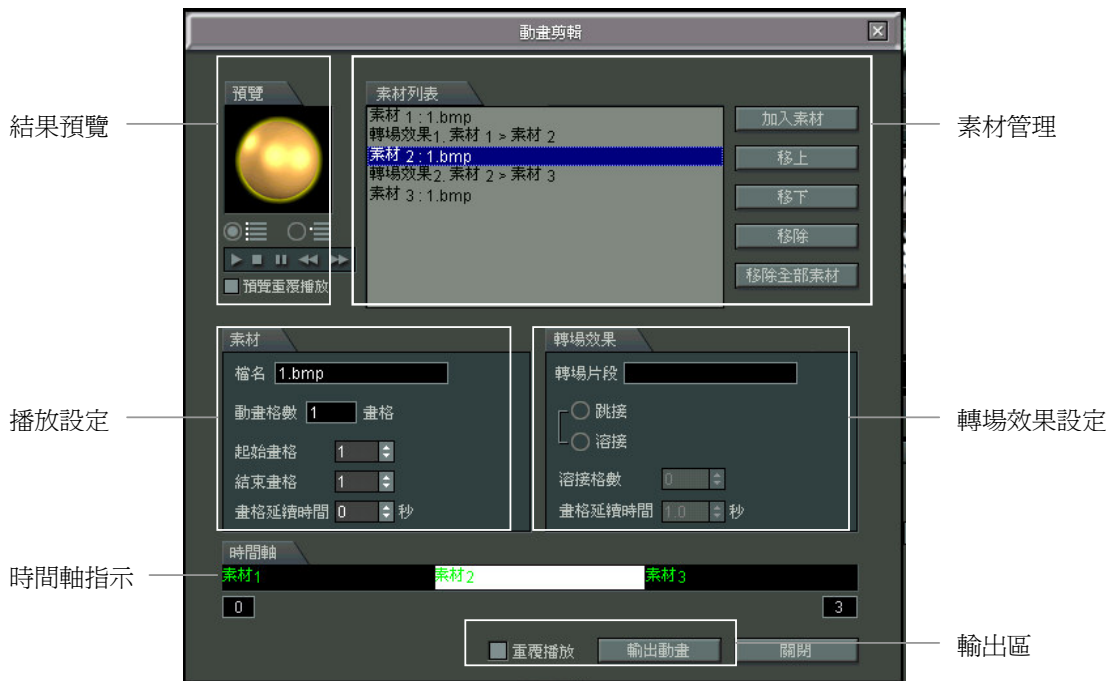 動畫剪輯
結果預覽
預覽
預覽重覆播放
素材列表
素材 1 : 1.bmp
轉場效果1. 素材 1 > 素材 2
素材 2 : 1.bmp
轉場效果2. 素材 2 > 素材 3
素材 3 : 1.bmp
加入素材
移上
移下
移除
移除全部素材
素材管理
播放設定
素材
檔名 1.bmp
動畫格數 1 畫格
起始畫格 1
結束畫格 1
畫格延續時間 0 秒
轉場效果
轉場片段
跳接
溶接
溶接格數 0
畫格延續時間 1.0 秒
轉場效果設定
時間軸指示
時間軸
素材1 素材2 素材3
0 3
重覆播放 輸出動畫 關閉
輸出區